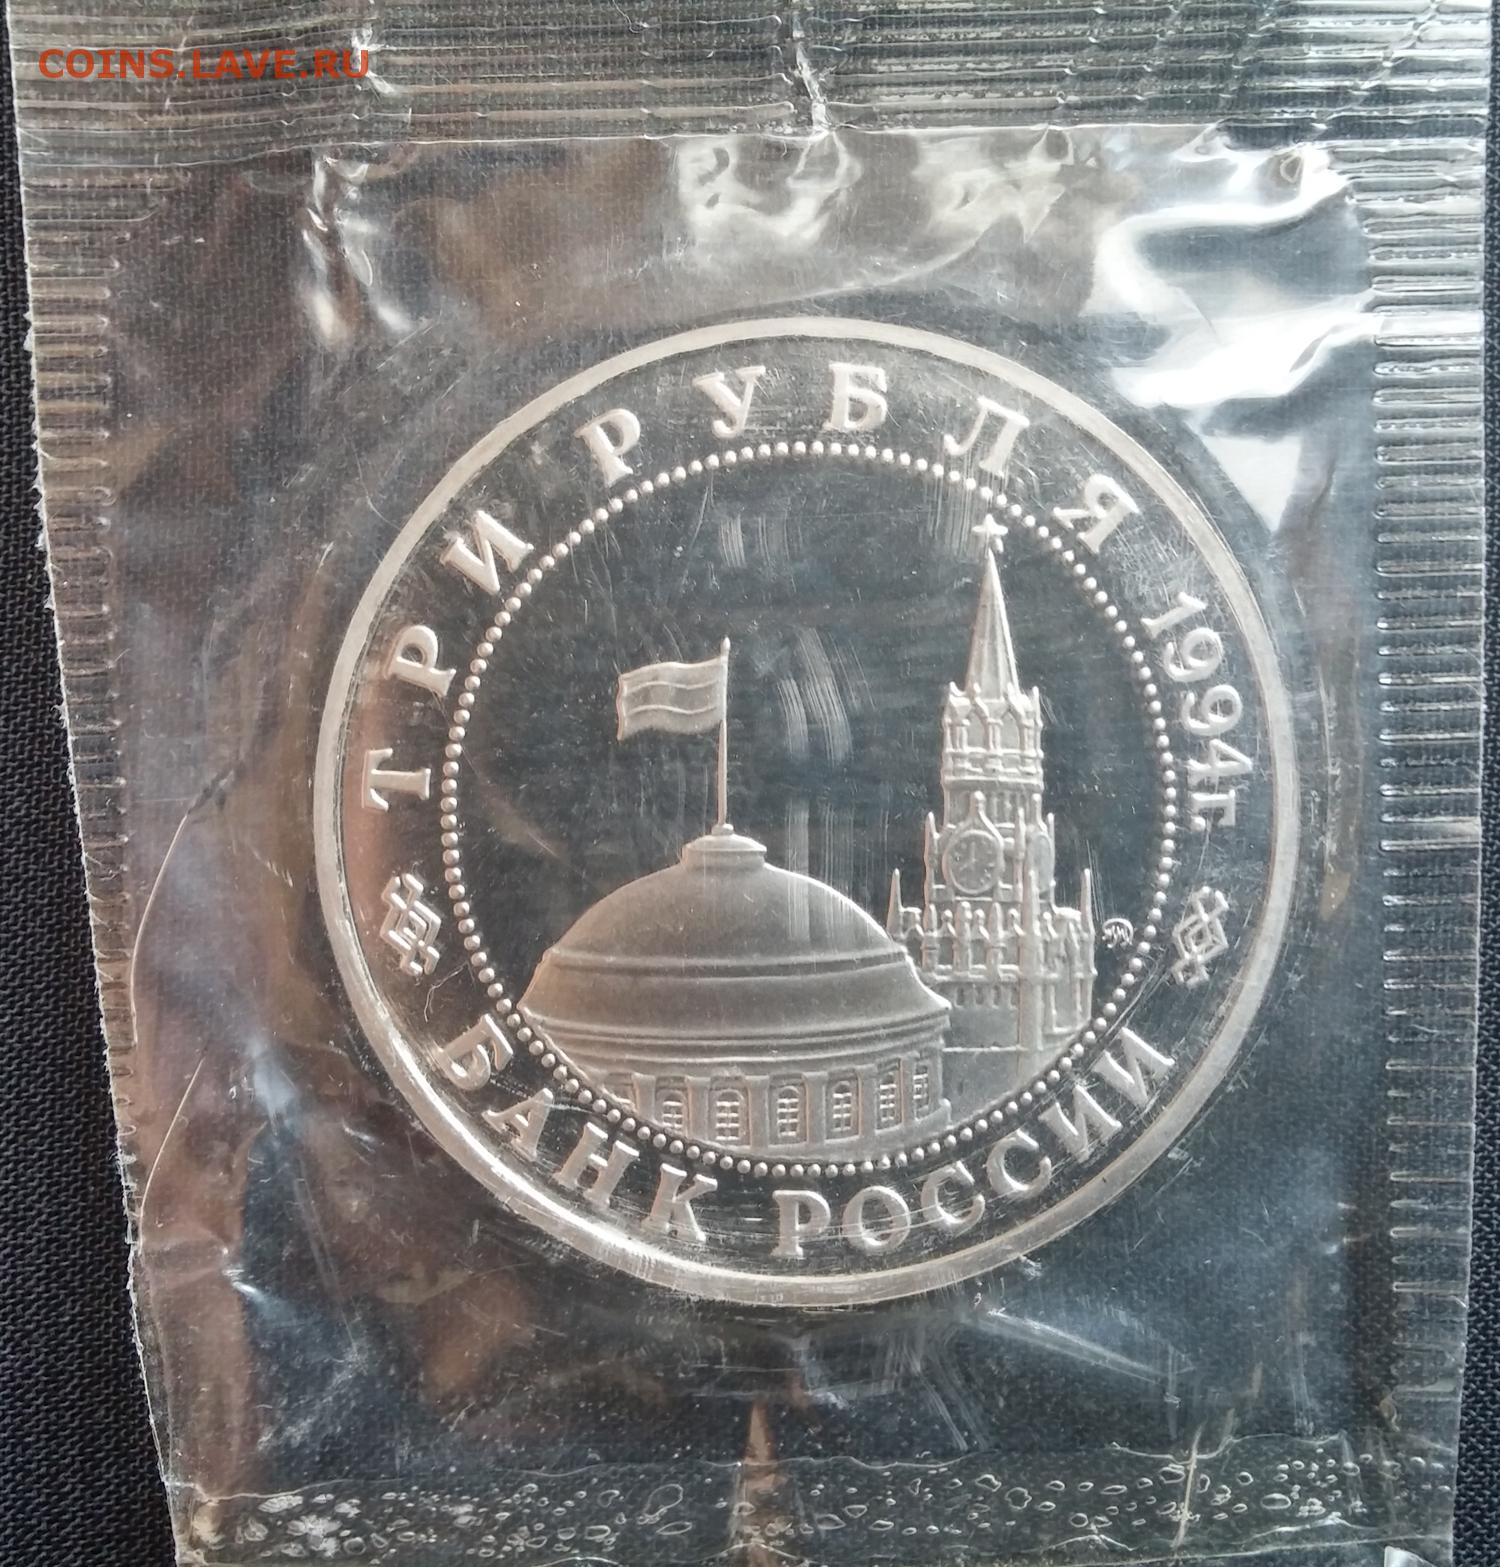 COINS.LAVE.RU
ТРИ РУБЛЯ 1994г.
БАНК РОССИИ